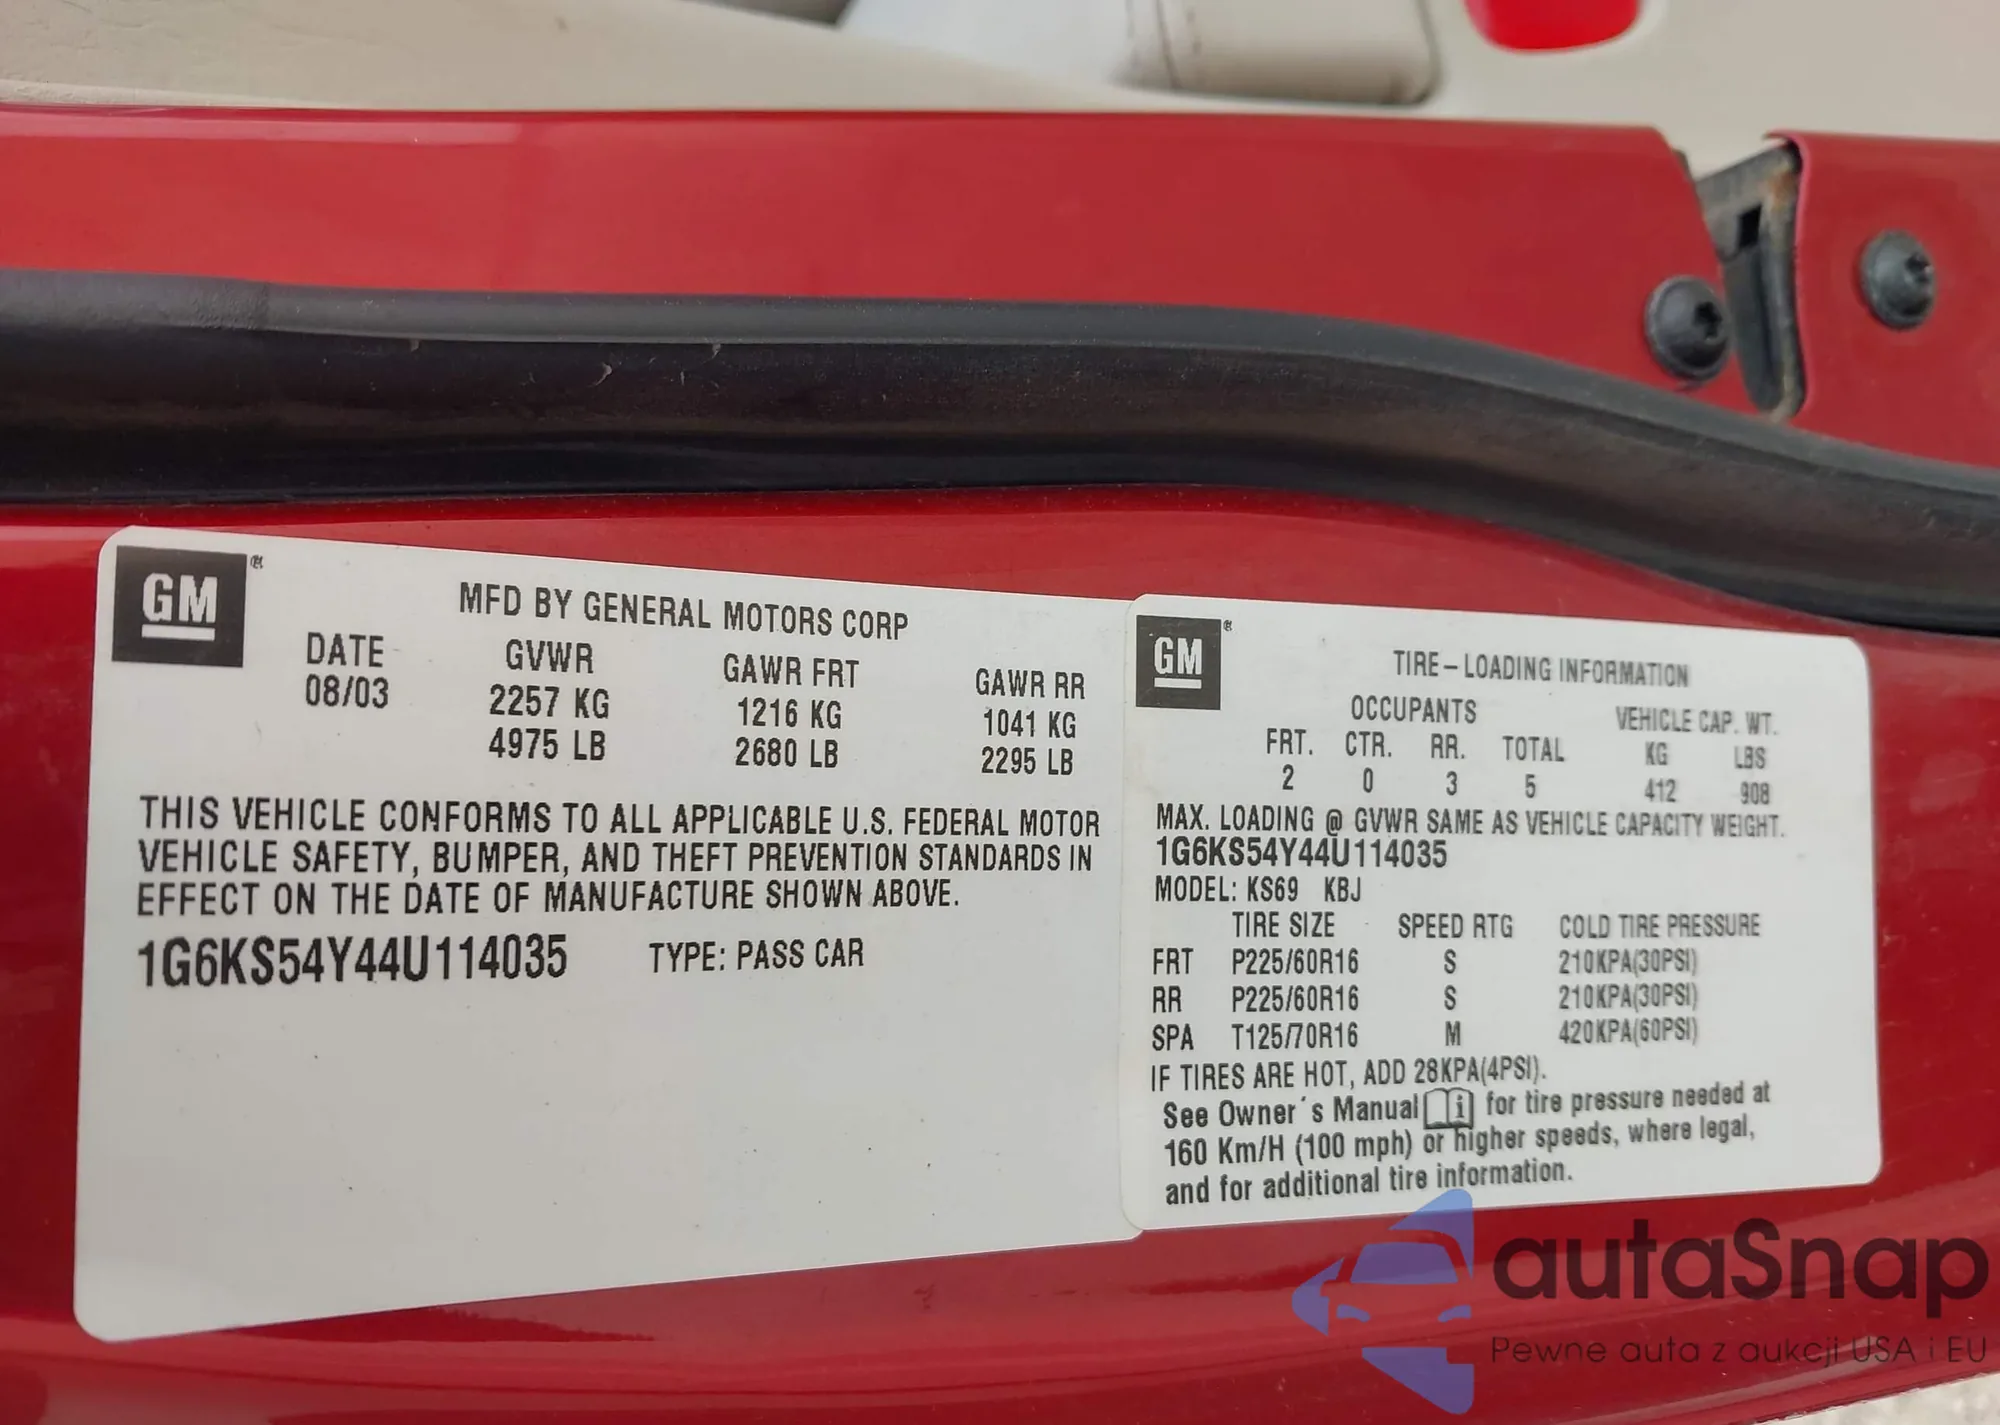 GM
MFD BY GENERAL MOTORS CORP
DATE GVWR GAWR FRT GAWR RR
08/03 2257 KG 1216 KG 1041 KG
4975 LB 2680 LB 2295 LB
THIS VEHICLE CONFORMS TO ALL APPLICABLE U.S. FEDERAL MOTOR
VEHICLE SAFETY, BUMPER, AND THEFT PREVENTION STANDARDS IN
EFFECT ON THE DATE OF MANUFACTURE SHOWN ABOVE.
1G6KS54Y44U114035 TYPE: PASS CAR
GM
TIRE-LOADING INFORMATION
OCCUPANTS VEHICLE CAP. WT.
FRT. CTR. RR. TOTAL KG LBS
2 0 3 5 412 908
MAX. LOADING @ GVWR SAME AS VEHICLE CAPACITY WEIGHT.
1G6KS54Y44U114035
MODEL: KS69 KBJ
TIRE SIZE SPEED RTG COLD TIRE PRESSURE
FRT P225/60R16 S 210KPA(30PSI)
RR P225/60R16 S 210KPA(30PSI)
SPA T125/70R16 M 420KPA(60PSI)
IF TIRES ARE HOT, ADD 28KPA(4PSI).
See Owner´s Manual i for tire pressure needed at
160 Km/H (100 mph) or higher speeds, where legal,
and for additional tire information.
autaSnap
Pewne auta z aukcji USA i EU